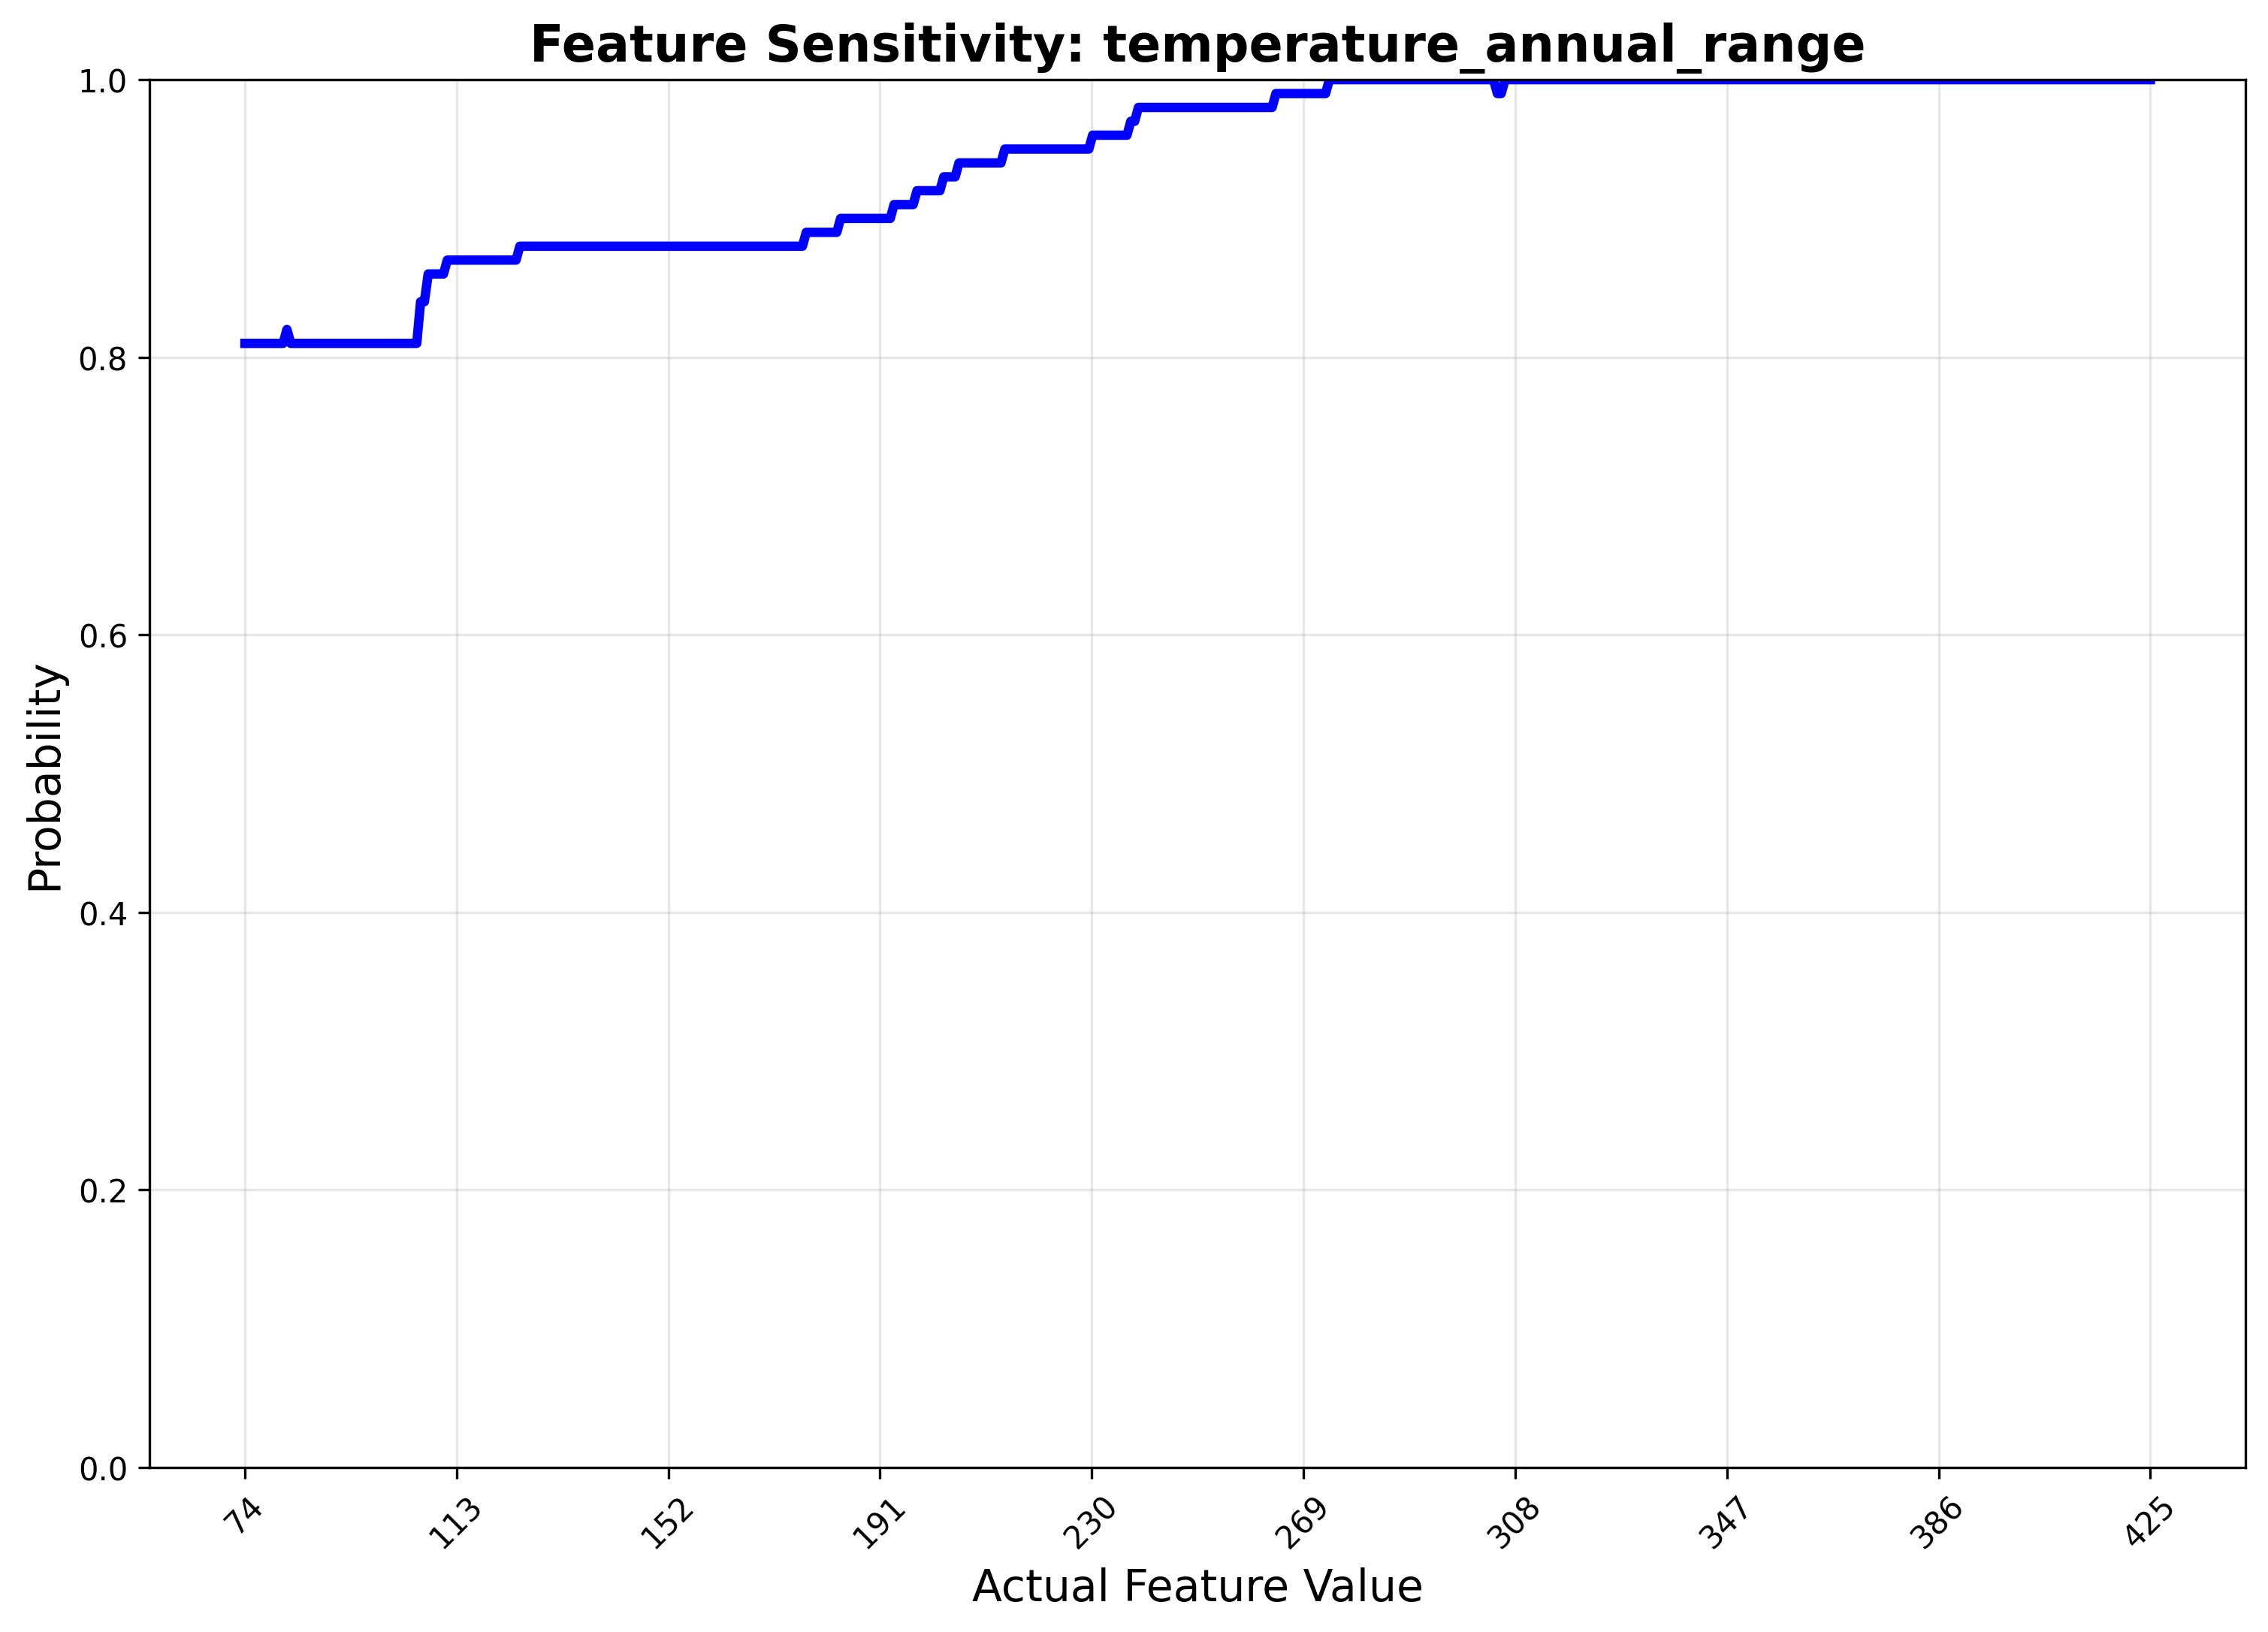 Feature Sensitivity: temperature_annual_range
1.0
0.8
0.6
0.4
0.2
0.0
Probability
74 113 152 191 230 269 308 347 386 425
Actual Feature Value